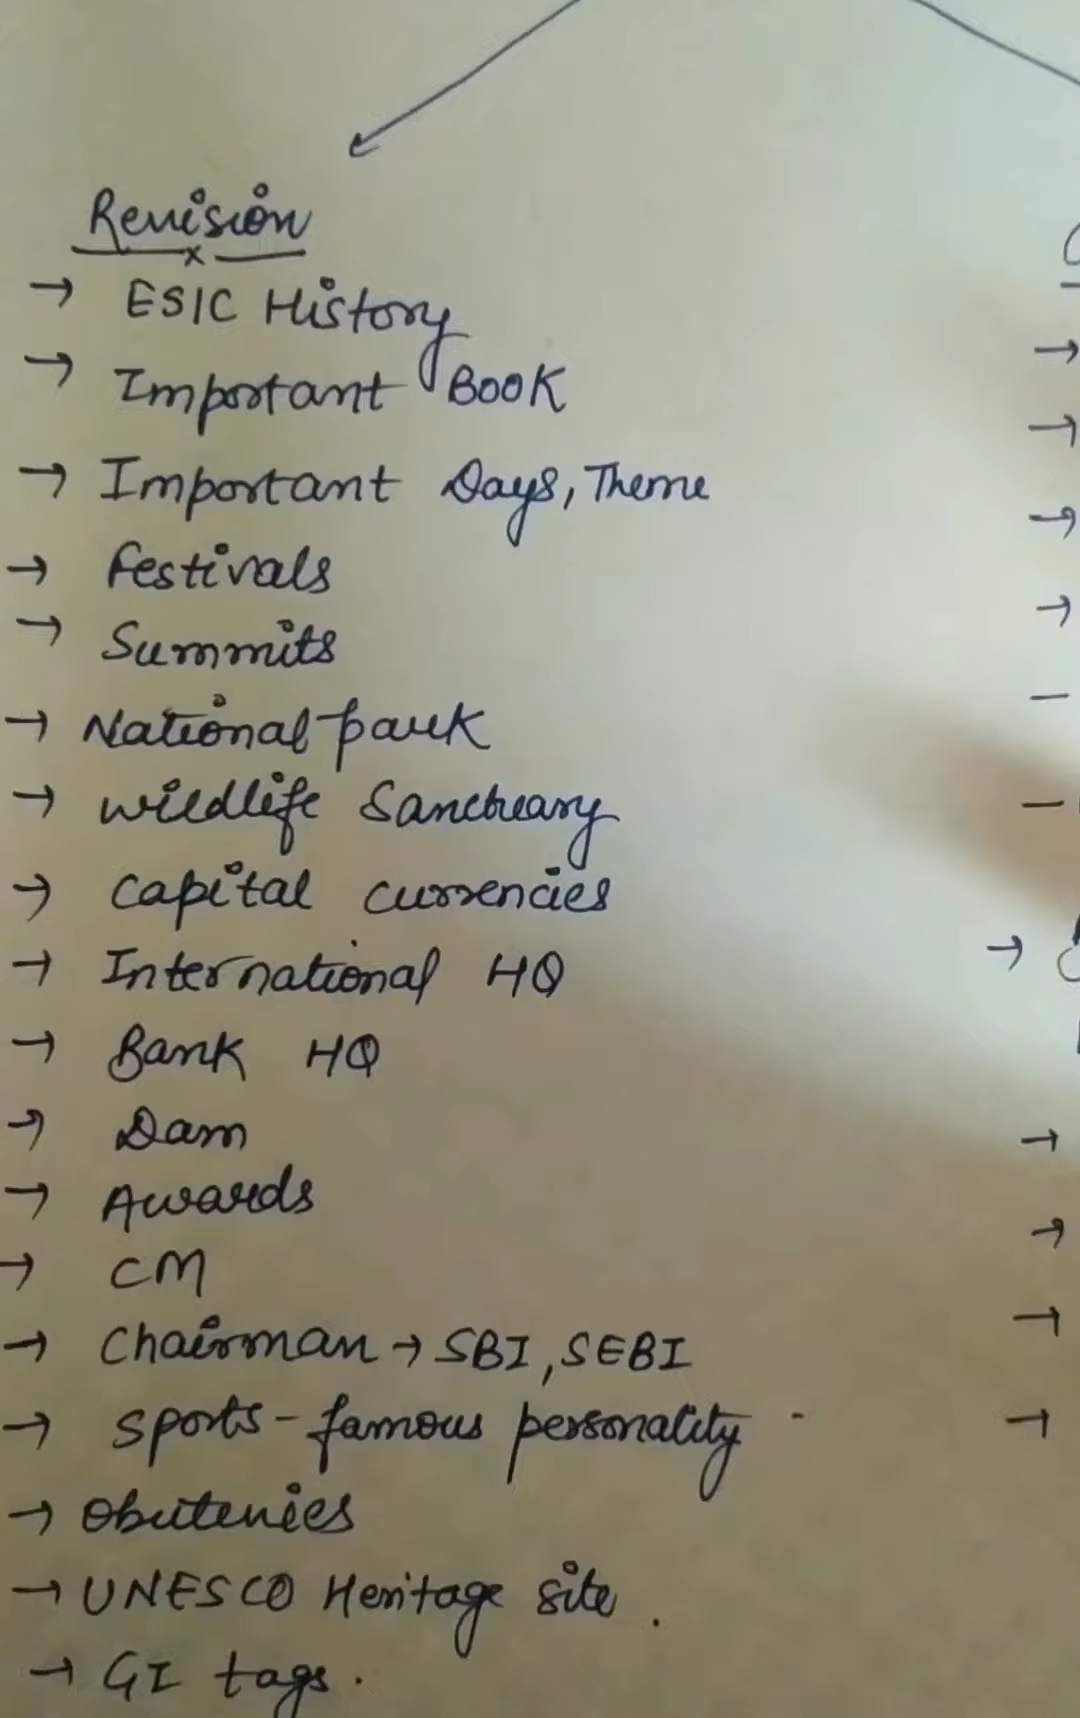 Revision
→ ESIC History
→ Important Book
→ Important Days, Theme
→ festivals
→ Summits
→ National park
→ wildlife Sanctuary
→ capital currencies
→ International HQ
→ Bank HQ
→ Dam
→ Awards
→ CM
→ Chairman → SBI, SEBI
→ sports - famous personality -
→ Obutenies
→ UNESCO Heritage site.
→ GI tags.